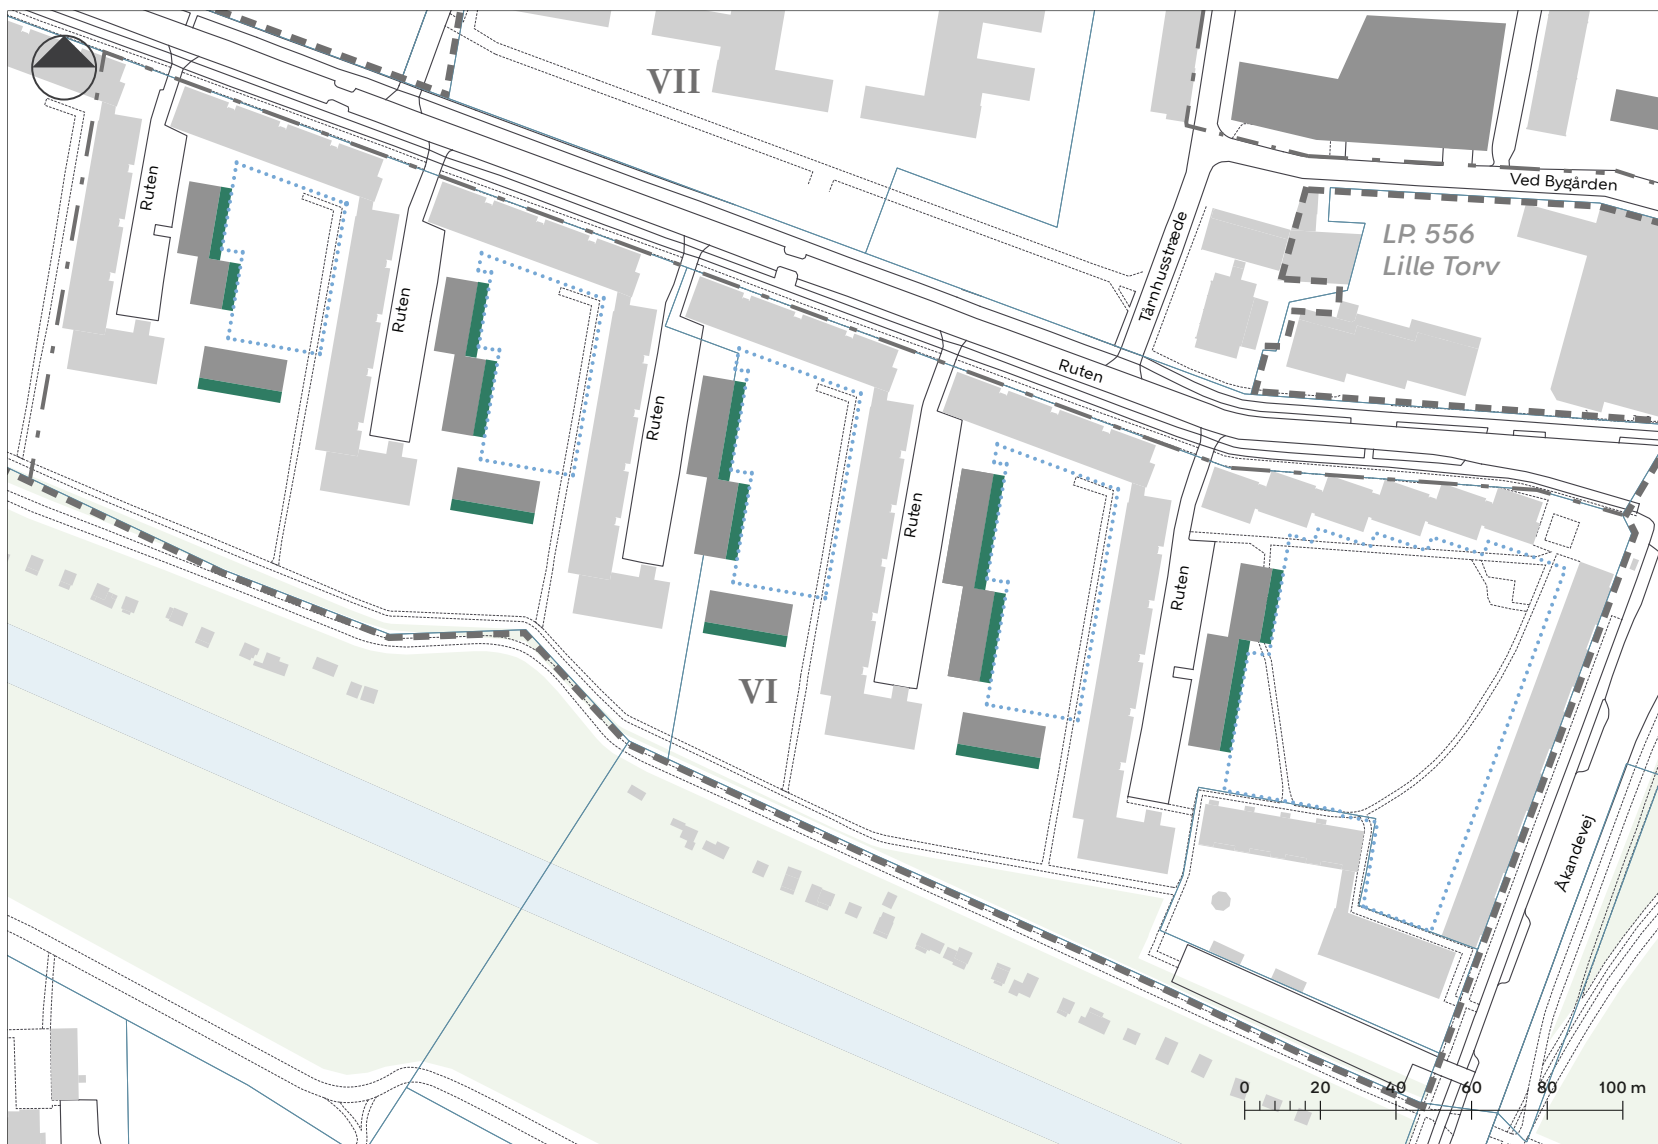 VII
Ruten
Ved Bygården
LP. 556
Lille Torv
Tårnhusstræde
Ruten
Ruten
Ruten
Ruten
Ruten
Ruten
VI
Åkandevej
0 20 40 60 80 100 m